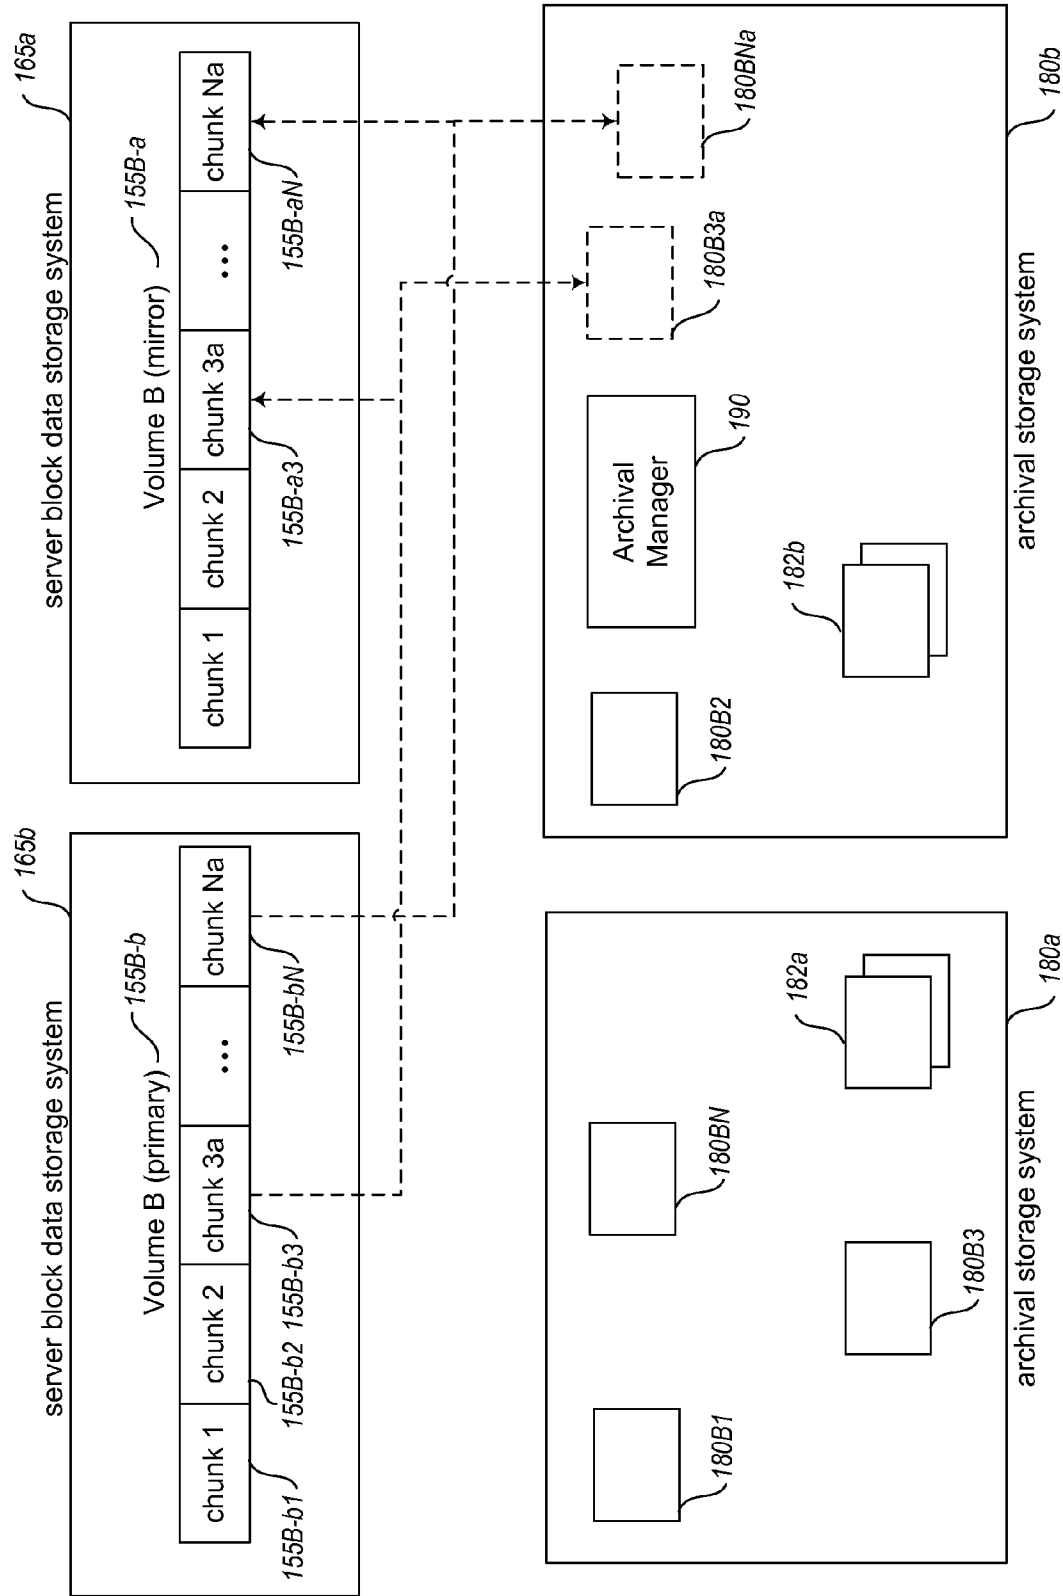 server block data storage system
165b
Volume B (primary)
155B-b
chunk 1
chunk 2
chunk 3a
...
chunk Na
155B-b1
155B-b2
155B-b3
155B-bN
server block data storage system
165a
Volume B (mirror)
155B-a
chunk 1
chunk 2
chunk 3a
...
chunk Na
155B-a3
155B-aN
180B1
180BN
180B3
182a
archival storage system
180a
180B2
Archival
Manager
190
180B3a
180BNa
182b
archival storage system
180b